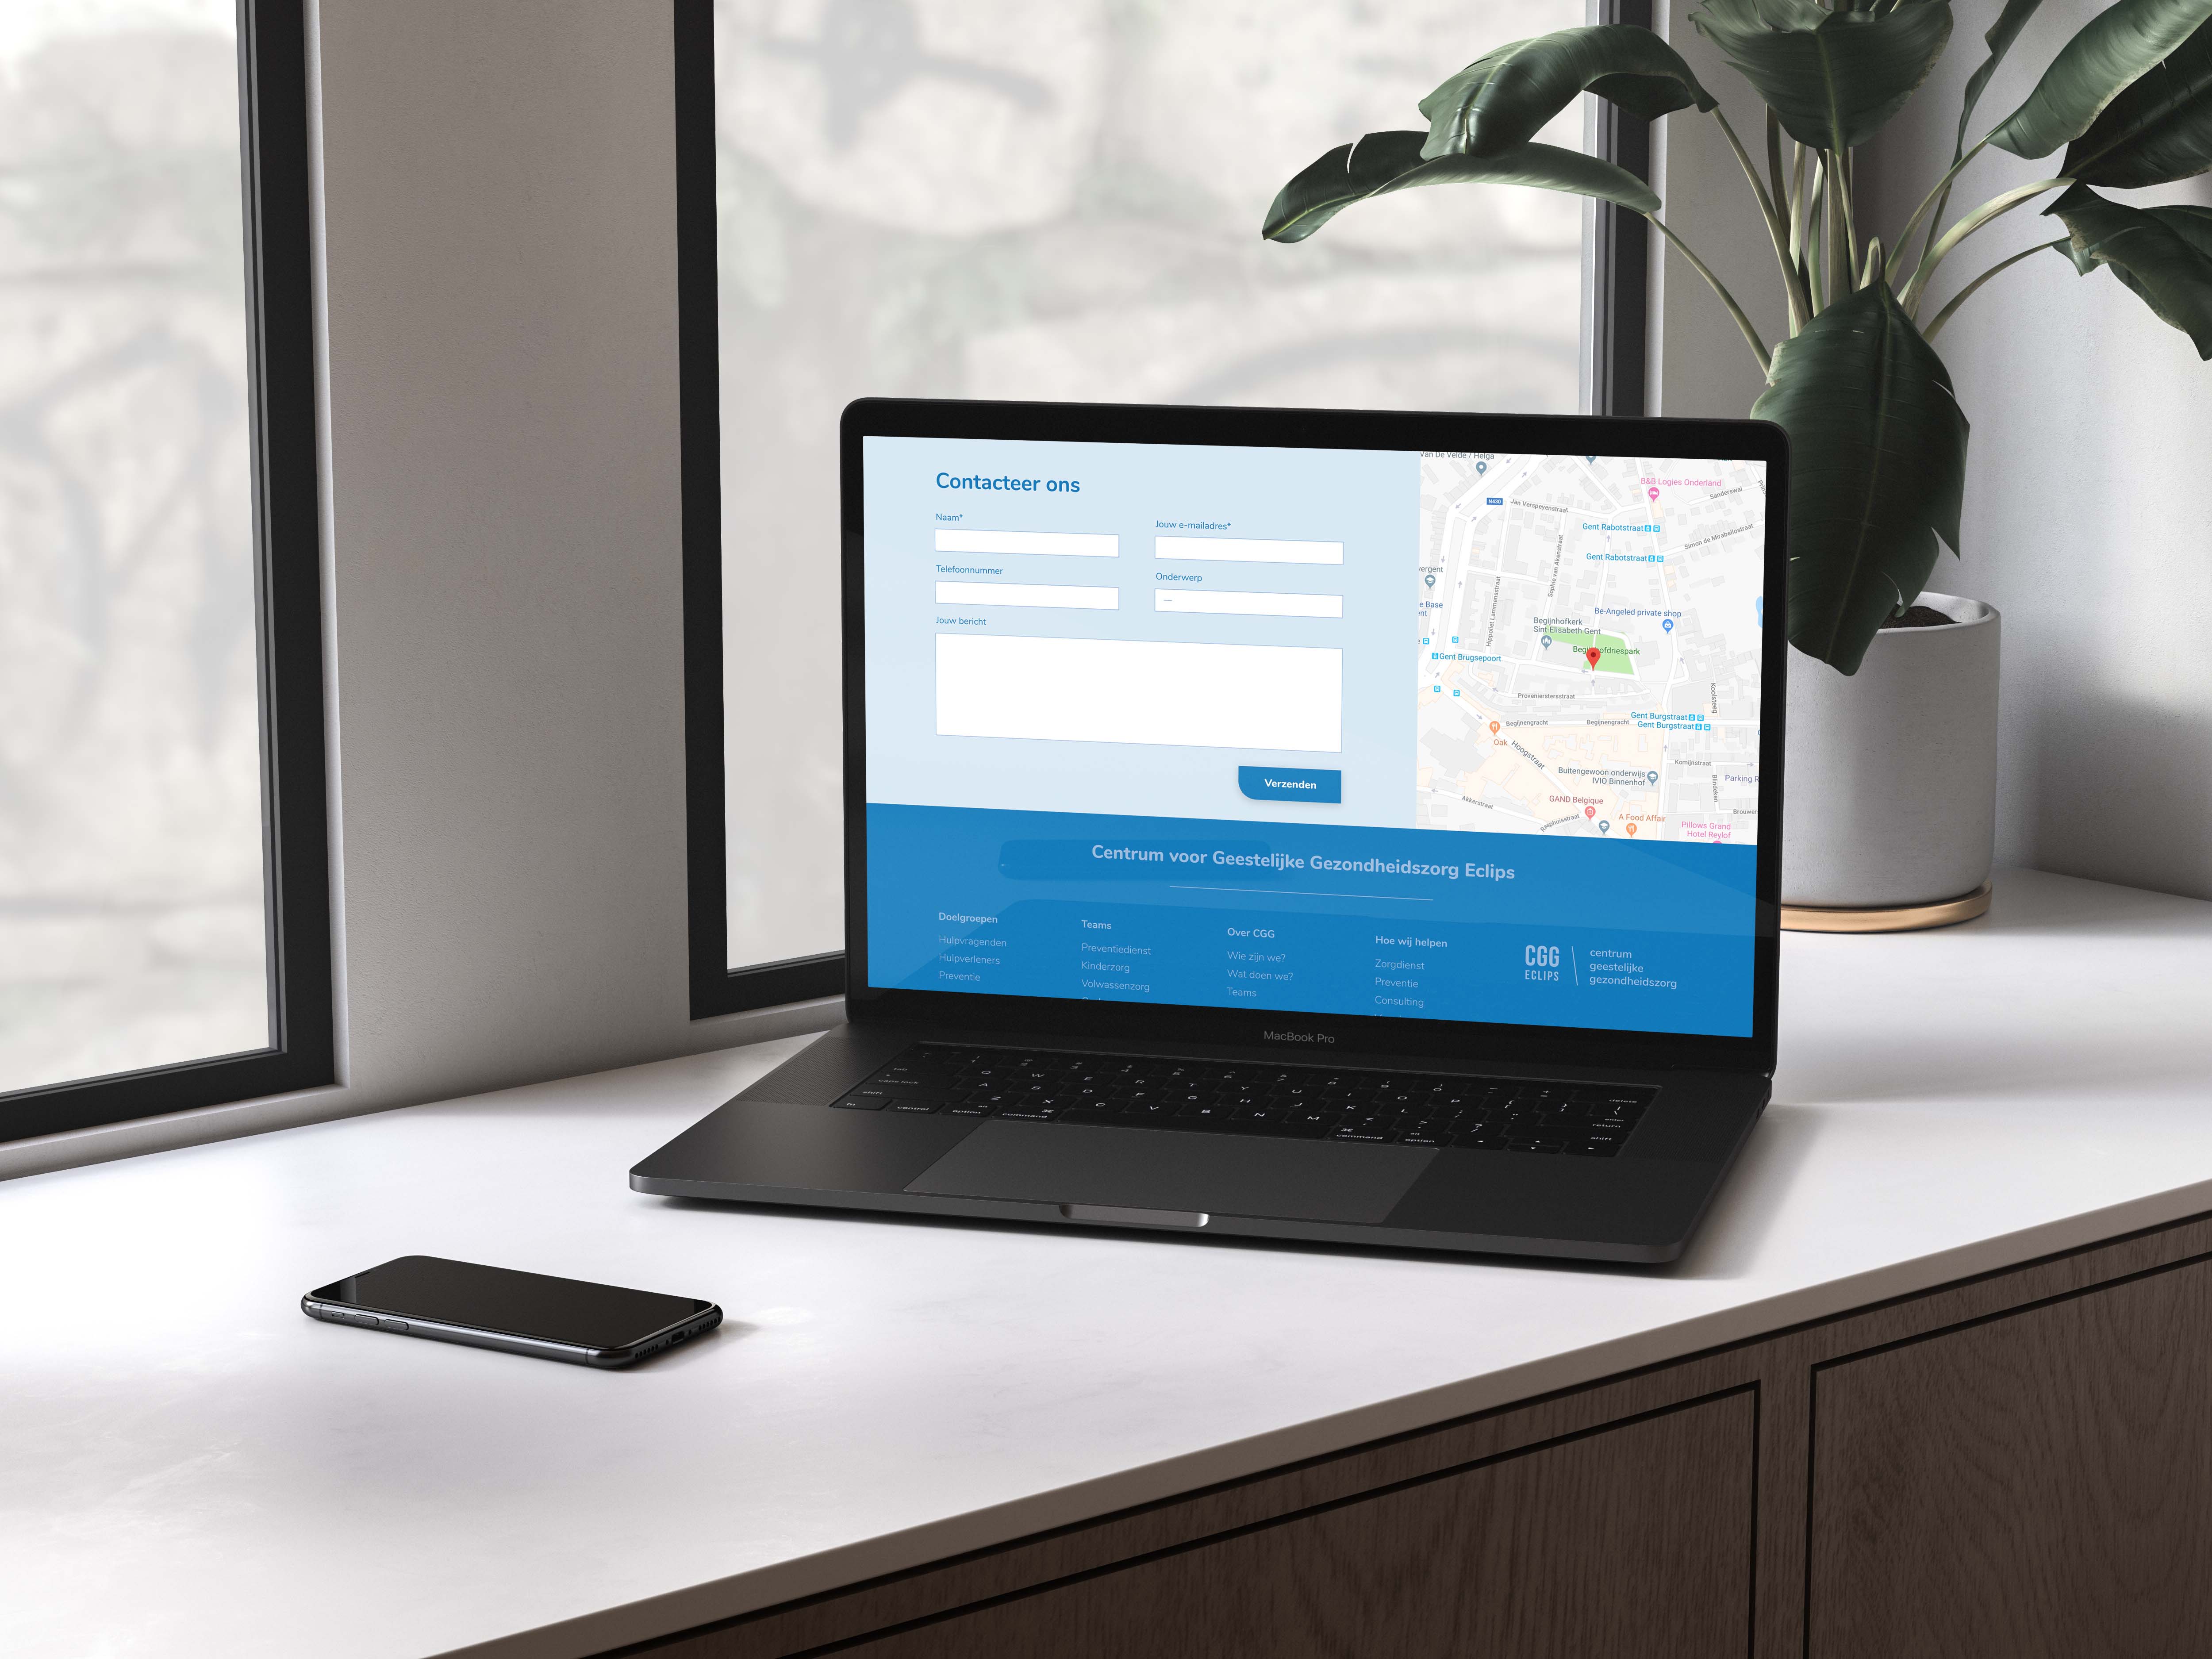 Contacteer ons
Naam*
Jouw e-mailadres*
Telefoonnummer
Onderwerp
Jouw bericht
Verzenden
Van De Velde / Helga
B&B Logies Onderland
Sanderswal
N430
Jan Verspeyenstraat
Gent Rabotstraat
Simon de Mirabellostraat
Gent Rabotstraat
Sophie van Akenstraat
Hippoliet Lammensstraat
Be-Angeled private shop
Begijnhofkerk
Sint-Elisabeth Gent
Gent Brugsepoort
Proveniersterstraat
Koolsteeg
Gent Burgstraat
Gent Burgstraat
Begijnengracht
Begijnengracht
Oak
Hoogstraat
Komijnstraat
Buitengewoon onderwijs
IVIO Binnenhof
Blindeken
Parking R
GAND Belgique
Akkerstraat
A Food Affair
Brouwer
Raaphuisstraat
Pillows Grand
Hotel Reylof
Centrum voor Geestelijke Gezondheidszorg Eclips
Doelgroepen
Hulpvragenden
Hulpverleners
Preventie
Teams
Preventiedienst
Kinderzorg
Volwassenzorg
Over CGG
Wie zijn we?
Wat doen we?
Teams
Hoe wij helpen
Zorgdienst
Preventie
Consulting
CGG
ECLIPS
centrum
geestelijke
gezondheidszorg
MacBook Pro